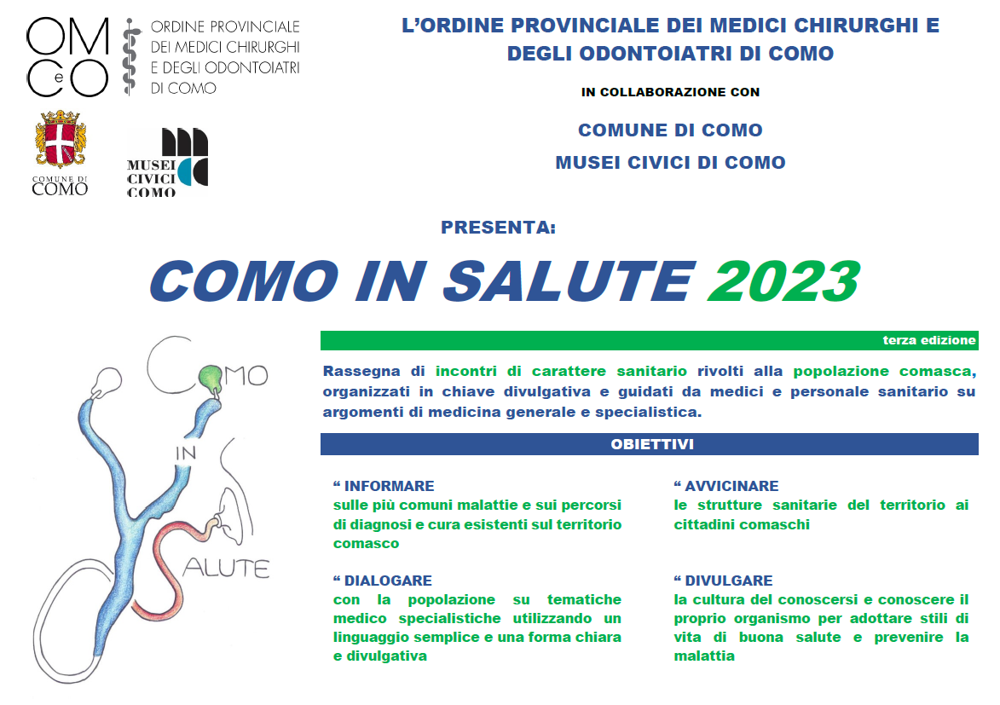 OM
CeO
ORDINE PROVINCIALE
DEI MEDICI CHIRURGHI
E DEGLI ODONTOIATRI
DI COMO
COMUNE DI
COMO
MUSEI
CIVICI
COMO
L’ORDINE PROVINCIALE DEI MEDICI CHIRURGHI E
DEGLI ODONTOIATRI DI COMO
IN COLLABORAZIONE CON
COMUNE DI COMO
MUSEI CIVICI DI COMO
PRESENTA:
COMO IN SALUTE 2023
COMO
IN
SALUTE
terza edizione
Rassegna di incontri di carattere sanitario rivolti alla popolazione comasca,
organizzati in chiave divulgativa e guidati da medici e personale sanitario su
argomenti di medicina generale e specialistica.
OBIETTIVI
“ INFORMARE
sulle più comuni malattie e sui percorsi
di diagnosi e cura esistenti sul territorio
comasco
“ AVVICINARE
le strutture sanitarie del territorio ai
cittadini comaschi
“ DIALOGARE
con la popolazione su tematiche
medico specialistiche utilizzando un
linguaggio semplice e una forma chiara
e divulgativa
“ DIVULGARE
la cultura del conoscersi e conoscere il
proprio organismo per adottare stili di
vita di buona salute e prevenire la
malattia